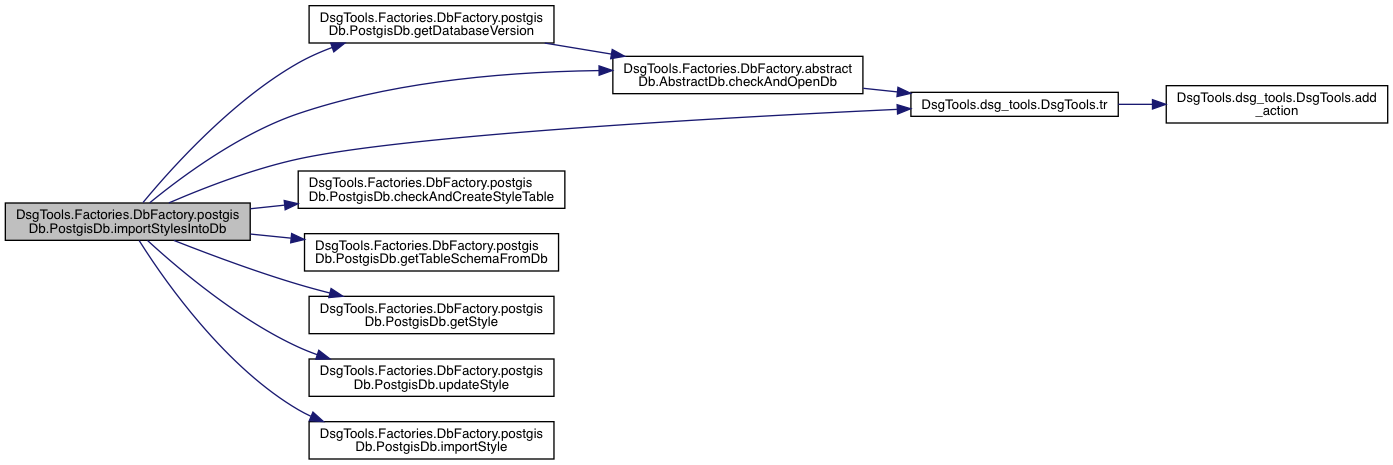 DsgTools.Factories.DbFactory.postgis
Db.PostgisDb.getDatabaseVersion
DsgTools.Factories.DbFactory.abstract
Db.AbstractDb.checkAndOpenDb
DsgTools.dsg_tools.DsgTools.tr
DsgTools.dsg_tools.DsgTools.add
_action
DsgTools.Factories.DbFactory.postgis
Db.PostgisDb.checkAndCreateStyleTable
DsgTools.Factories.DbFactory.postgis
Db.PostgisDb.importStylesIntoDb
DsgTools.Factories.DbFactory.postgis
Db.PostgisDb.getTableSchemaFromDb
DsgTools.Factories.DbFactory.postgis
Db.PostgisDb.getStyle
DsgTools.Factories.DbFactory.postgis
Db.PostgisDb.updateStyle
DsgTools.Factories.DbFactory.postgis
Db.PostgisDb.importStyle